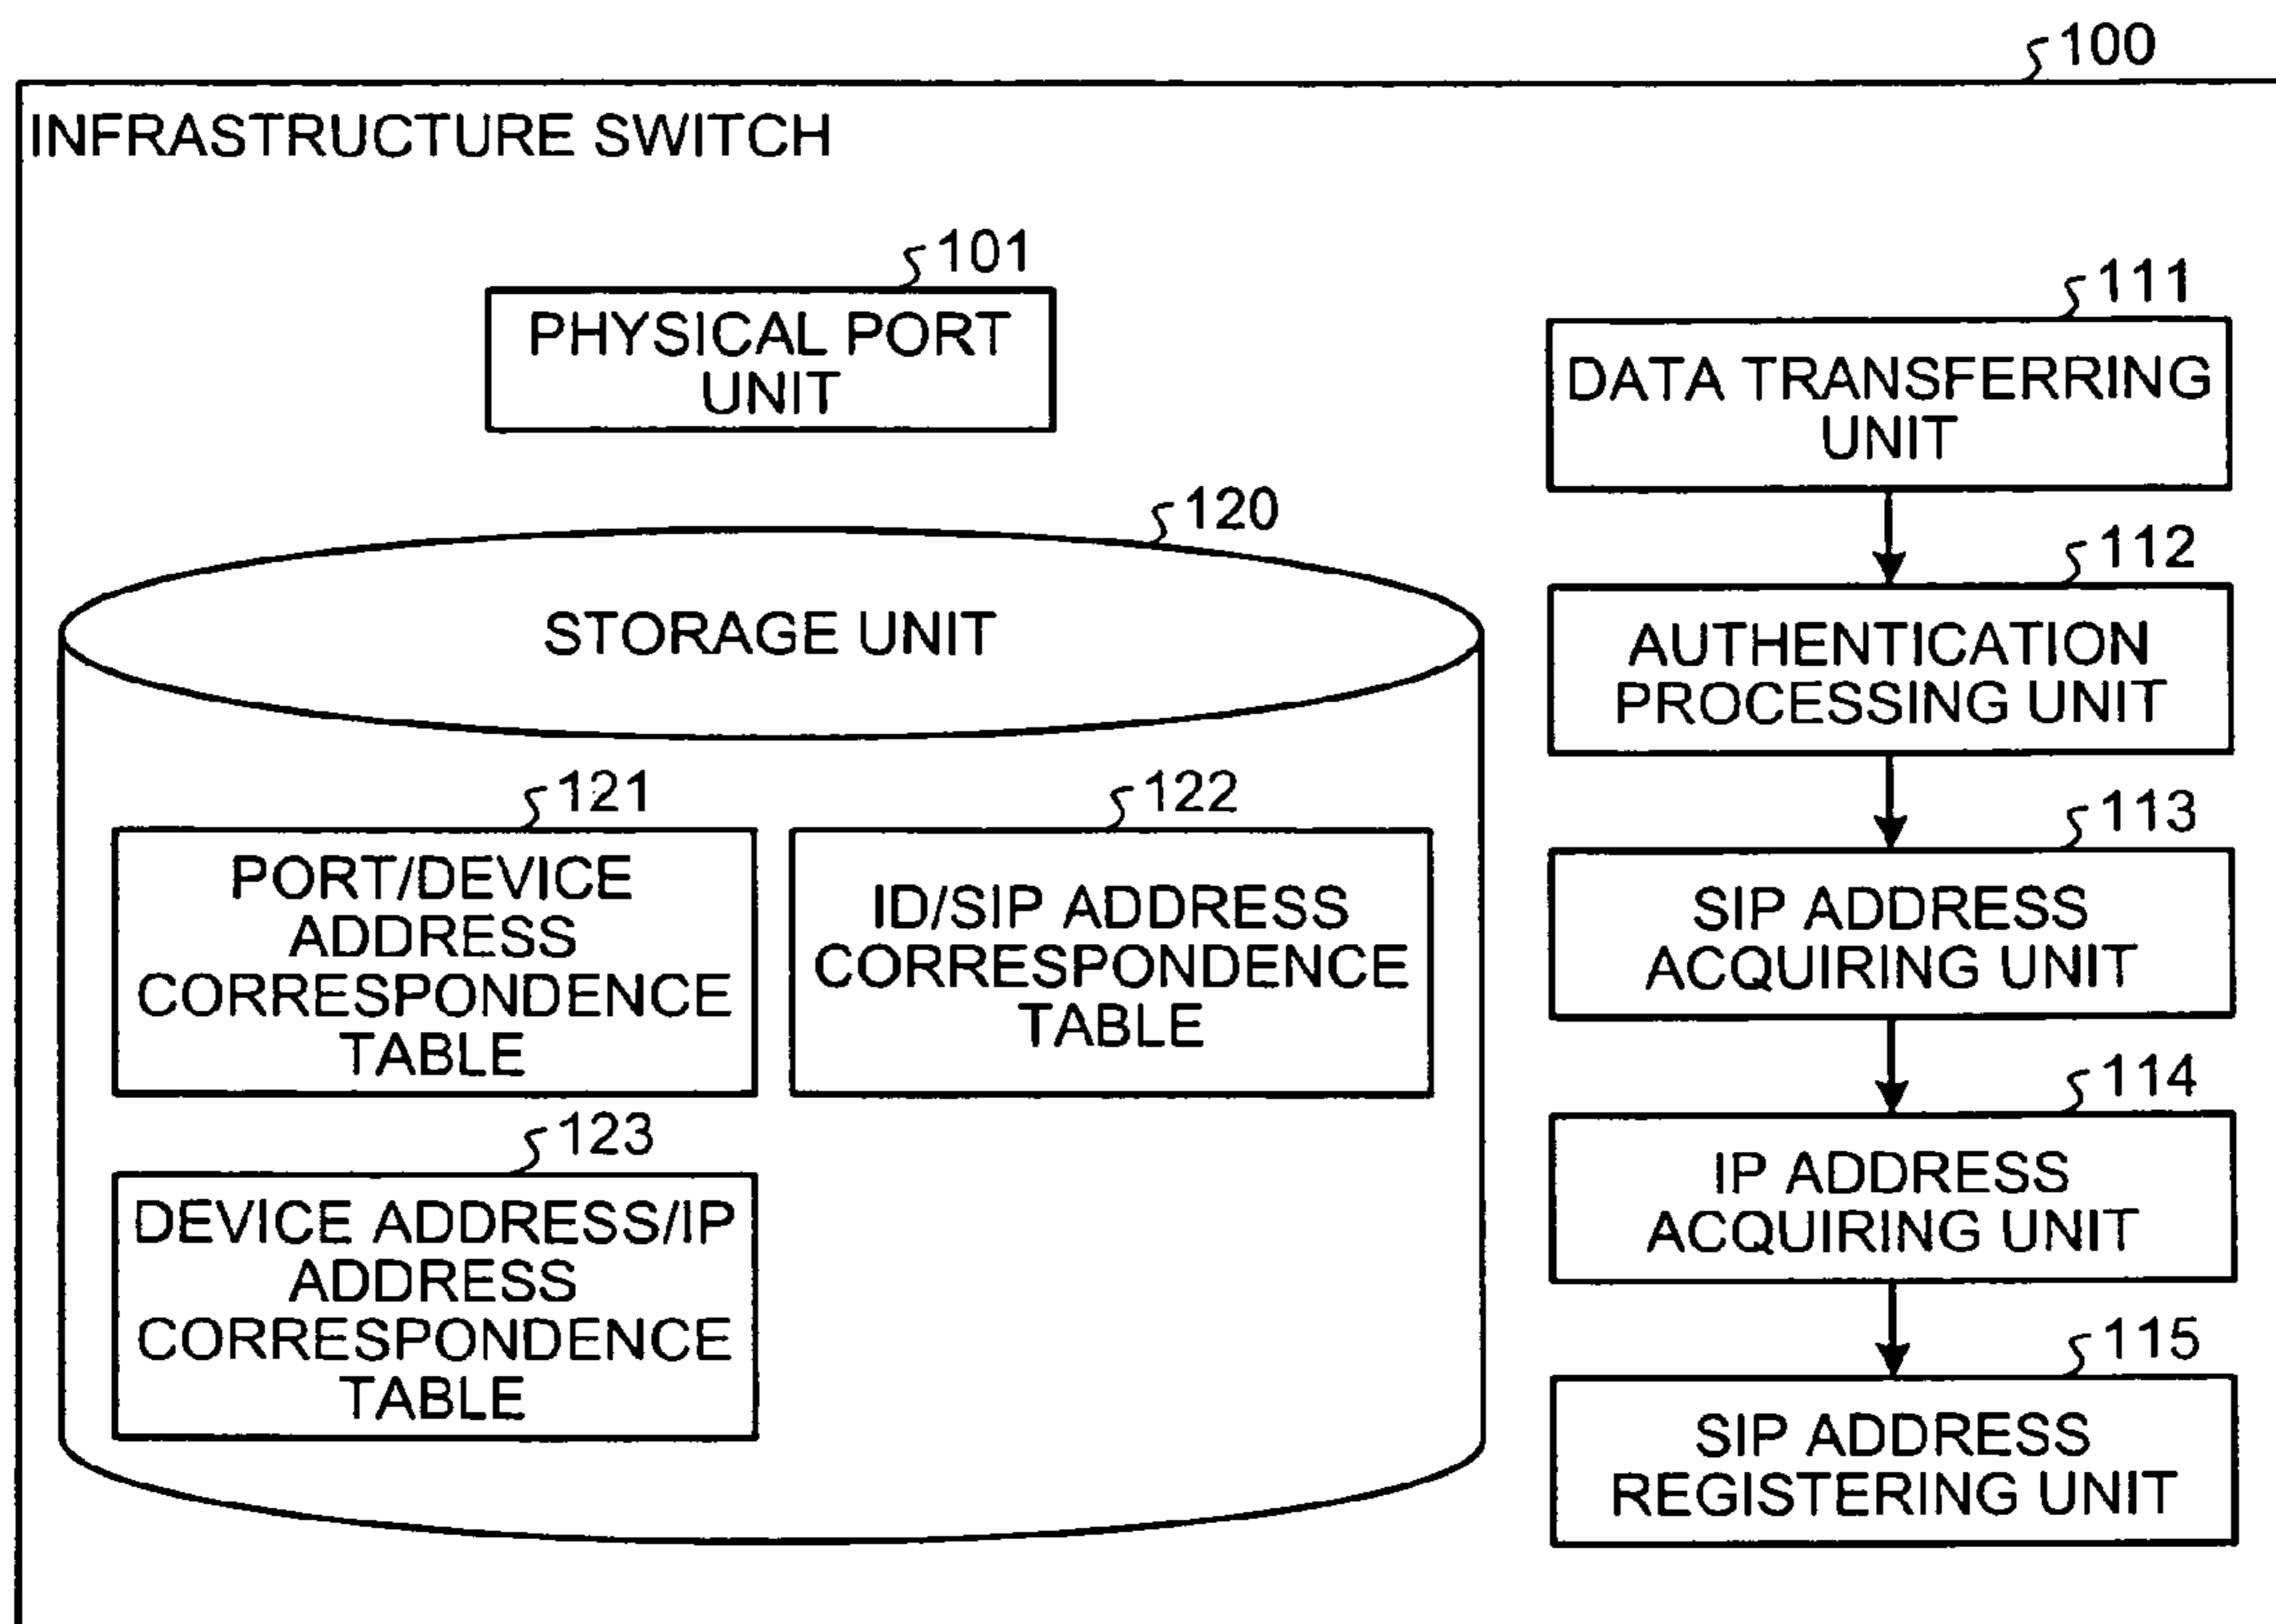 100
INFRASTRUCTURE SWITCH
101
PHYSICAL PORT
UNIT
120
STORAGE UNIT
121
PORT/DEVICE
ADDRESS
CORRESPONDENCE
TABLE
122
ID/SIP ADDRESS
CORRESPONDENCE
TABLE
123
DEVICE ADDRESS/IP
ADDRESS
CORRESPONDENCE
TABLE
111
DATA TRANSFERRING
UNIT
112
AUTHENTICATION
PROCESSING UNIT
113
SIP ADDRESS
ACQUIRING UNIT
114
IP ADDRESS
ACQUIRING UNIT
115
SIP ADDRESS
REGISTERING UNIT